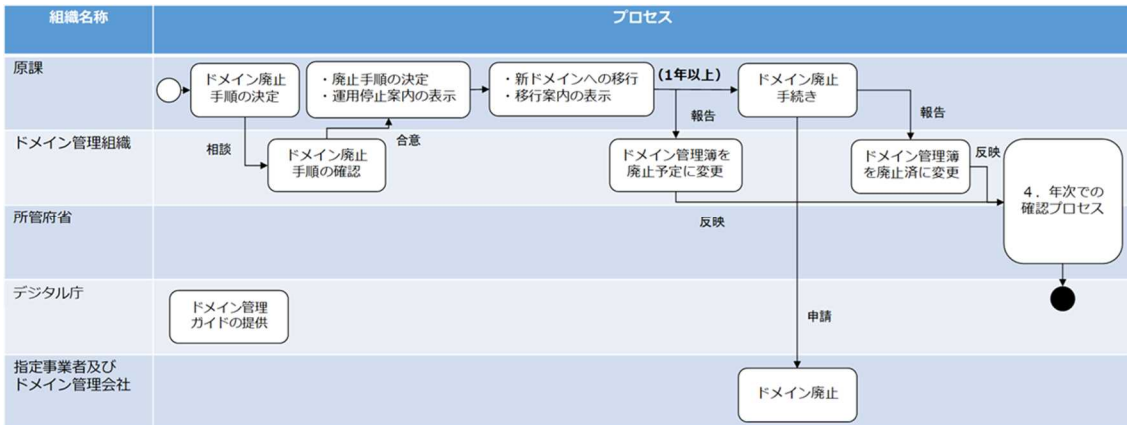 組織名称
プロセス
原課
ドメイン廃止
手順の決定
・廃止手順の決定
・運用停止案内の表示
・新ドメインへの移行
・移行案内の表示
(1年以上)
ドメイン廃止
手続き
報告
報告
ドメイン管理組織
相談
ドメイン廃止
手順の確認
合意
ドメイン管理簿を
廃止予定に変更
ドメイン管理簿
を廃止済に変更
反映
4．年次での
確認プロセス
所管府省
反映
デジタル庁
ドメイン管理
ガイドの提供
申請
指定事業者及び
ドメイン管理会社
ドメイン廃止